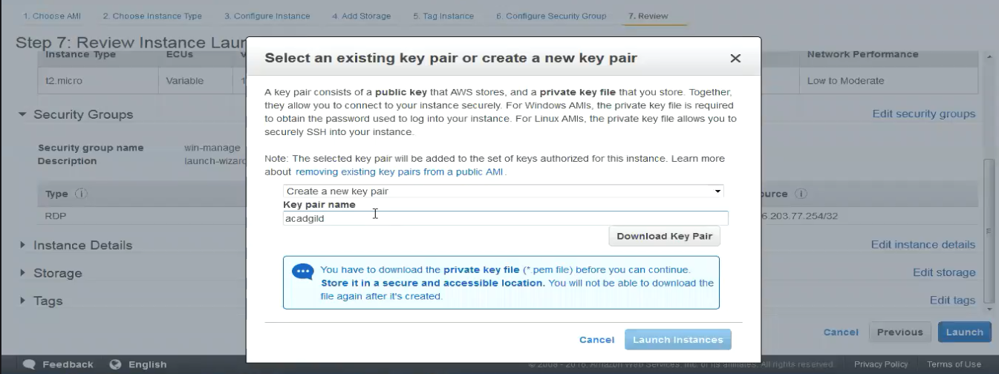 1. Choose AMI 2. Choose Instance Type 3. Configure Instance 4. Add Storage 5. Tag Instance 6. Configure Security Group 7. Review
Step 7: Review Instance Laun
Instance Type ECUs Network Performance
t2.micro Variable 1 Low to Moderate
Security Groups Edit security groups
Security group name win-manage
Description launch-wizard
Type
RDP 6.203.77.254/32
Instance Details Edit instance details
Storage Edit storage
Tags Edit tags
Cancel Previous Launch
Select an existing key pair or create a new key pair
A key pair consists of a public key that AWS stores, and a private key file that you store. Together,
they allow you to connect to your instance securely. For Windows AMIs, the private key file is required
to obtain the password used to log into your instance. For Linux AMIs, the private key file allows you to
securely SSH into your instance.
Note: The selected key pair will be added to the set of keys authorized for this instance. Learn more
about removing existing key pairs from a public AMI.
Create a new key pair
Key pair name
acadgild
Download Key Pair
You have to download the private key file (*.pem file) before you can continue.
Store it in a secure and accessible location. You will not be able to download the
file again after it's created.
Cancel Launch Instances
Feedback English © 2008 - 2016, Amazon Web Services, Inc. or its affiliates. All rights reserved. Privacy Policy Terms of Use